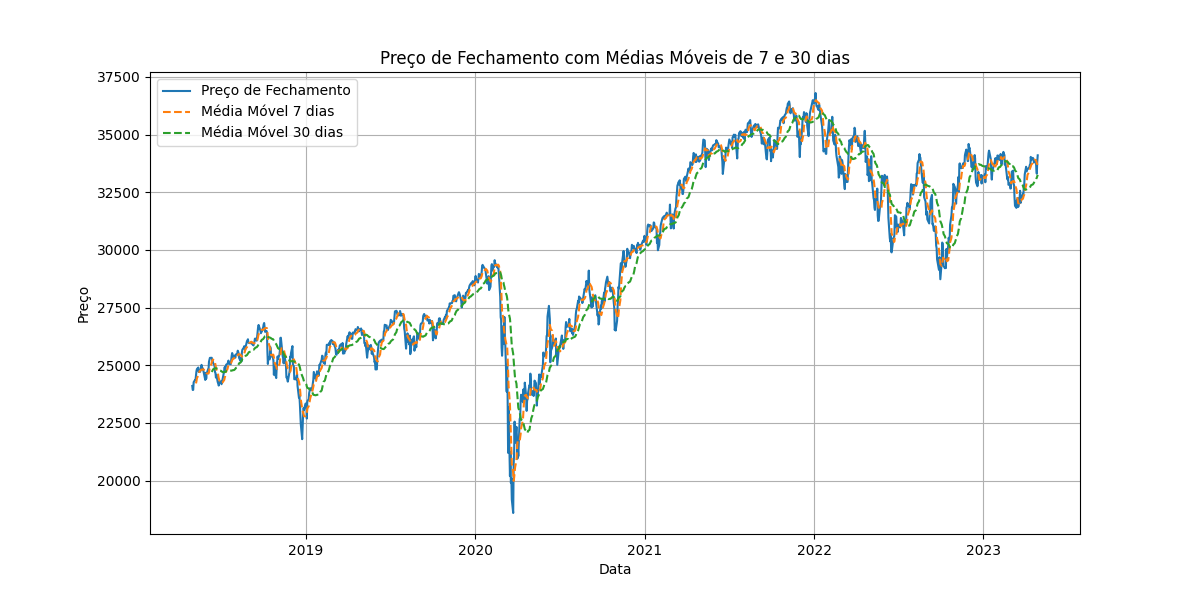 Preço de Fechamento com Médias Móveis de 7 e 30 dias
37500
35000
32500
30000
27500
25000
22500
20000
Preço
Preço de Fechamento
Média Móvel 7 dias
Média Móvel 30 dias
2019
2020
2021
2022
2023
Data